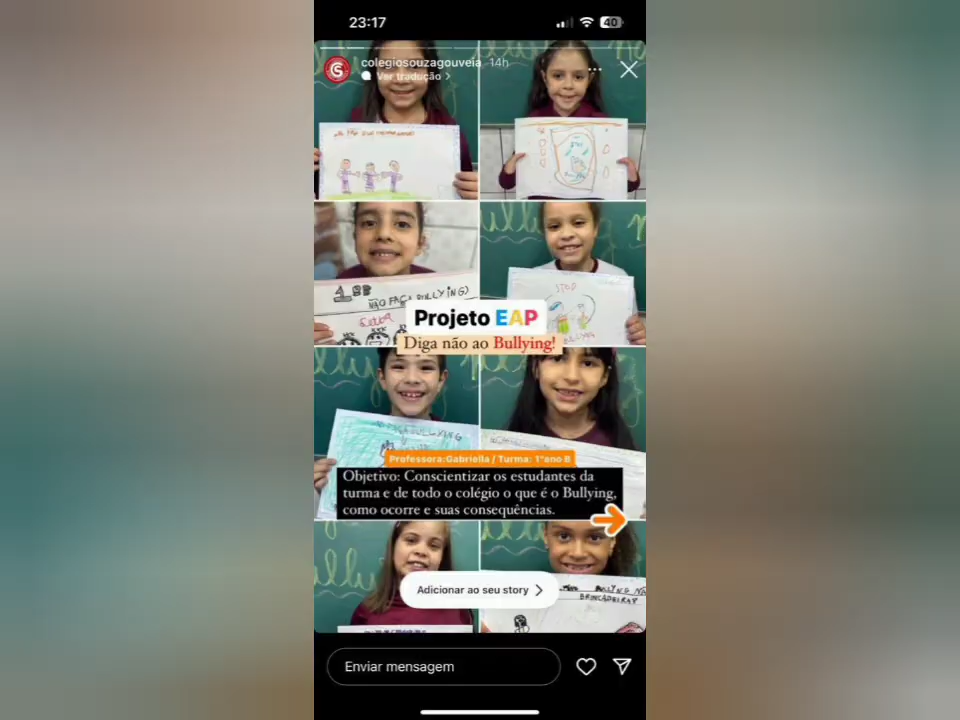 23:17
40
colegiosouzagouveia 14h
Ver tradução >
NÃO FAÇA BULLYING)
STOP
Projeto EAP
Diga não ao Bullying!
Professora:Gabriella / Turma: 1°ano B
Objetivo: Conscientizar os estudantes da
turma e de todo o colégio o que é o Bullying,
como ocorre e suas consequências.
Adicionar ao seu story >
Enviar mensagem